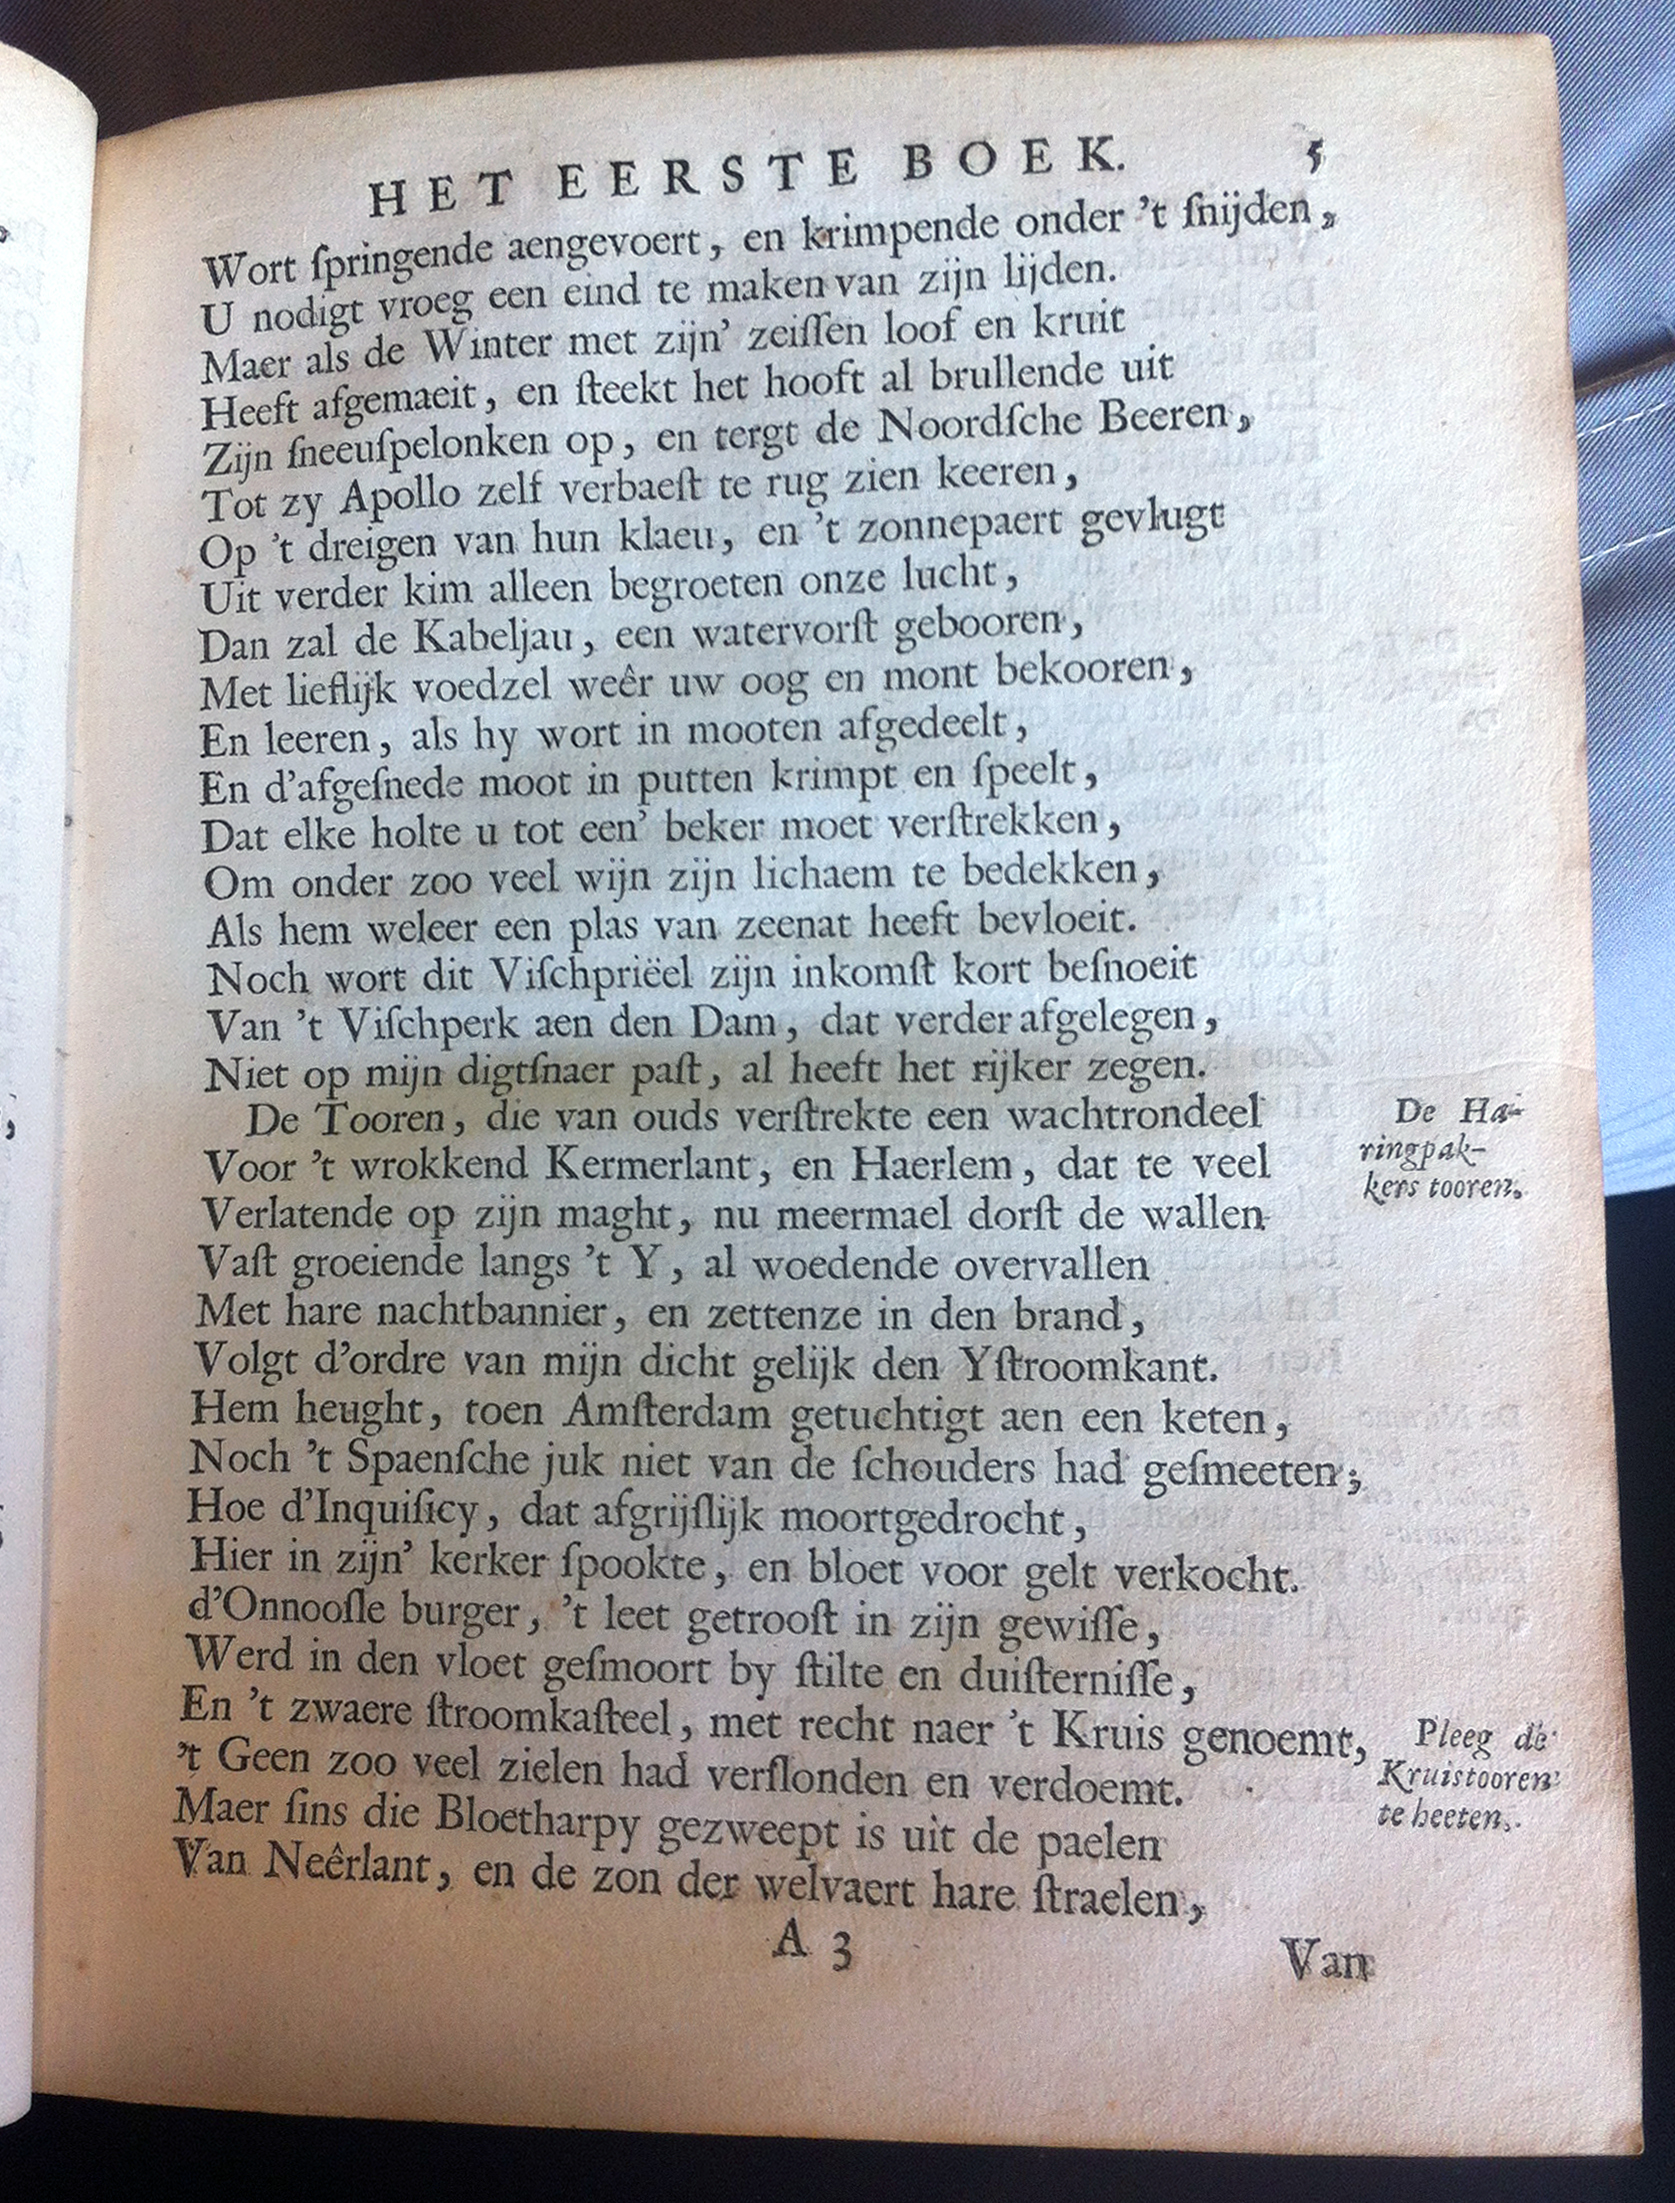 HET EERSTE BOEK. 5
Wort ſpringende aengevoert, en krimpende onder 't ſnijden,
U nodigt vroeg een eind te maken van zijn lijden.
Maer als de Winter met zijn' zeiſſen loof en kruit
Heeft afgemaeit, en ſteekt het hooft al brullende uit
Zijn ſneeuſpelonken op, en tergt de Noordſche Beeren,
Tot zy Apollo zelf verbaeſt te rug zien keeren,
Op 't dreigen van hun klaeu, en 't zonnepaert gevlugt
Uit verder kim alleen begroeten onze lucht,
Dan zal de Kabeljau, een watervorſt gebooren,
Met lieflijk voedzel weêr uw oog en mont bekooren,
En leeren, als hy wort in mooten afgedeelt,
En d'afgeſnede moot in putten krimpt en ſpeelt,
Dat elke holte u tot een' beker moet verſtrekken,
Om onder zoo veel wijn zijn lichaem te bedekken,
Als hem weleer een plas van zeenat heeft bevloeit.
Noch wort dit Viſchpriëel zijn inkomſt kort beſnoeit
Van 't Viſchperk aen den Dam, dat verder afgelegen,
Niet op mijn digtſnaer paſt, al heeft het rijker zegen.
De Tooren, die van ouds verſtrekte een wachtrondeel
De Ha-
ringpak-
kers tooren.
Voor 't wrokkend Kermerlant, en Haerlem, dat te veel
Verlatende op zijn maght, nu meermael dorſt de wallen
Vaſt groeiende langs 't Y, al woedende overvallen
Met hare nachtbannier, en zettenze in den brand,
Volgt d'ordre van mijn dicht gelijk den Yſtroomkant.
Hem heught, toen Amſterdam getuchtigt aen een keten,
Noch 't Spaenſche juk niet van de ſchouders had geſmeeten;
Hoe d'Inquiſicy, dat afgrijſlijk moortgedrocht,
Hier in zijn' kerker ſpookte, en bloet voor gelt verkocht.
d'Onnooſle burger, 't leet getrooſt in zijn gewiſſe,
Werd in den vloet geſmoort by ſtilte en duiſterniſſe,
En 't zwaere ſtroomkaſteel, met recht naer 't Kruis genoemt,
Pleeg de
Kruistooren
te heeten.
't Geen zoo veel zielen had verſlonden en verdoemt.
Maer ſins die Bloetharpy gezweept is uit de paelen
Van Neêrlant, en de zon der welvaert hare ſtraelen,
A 3
Van